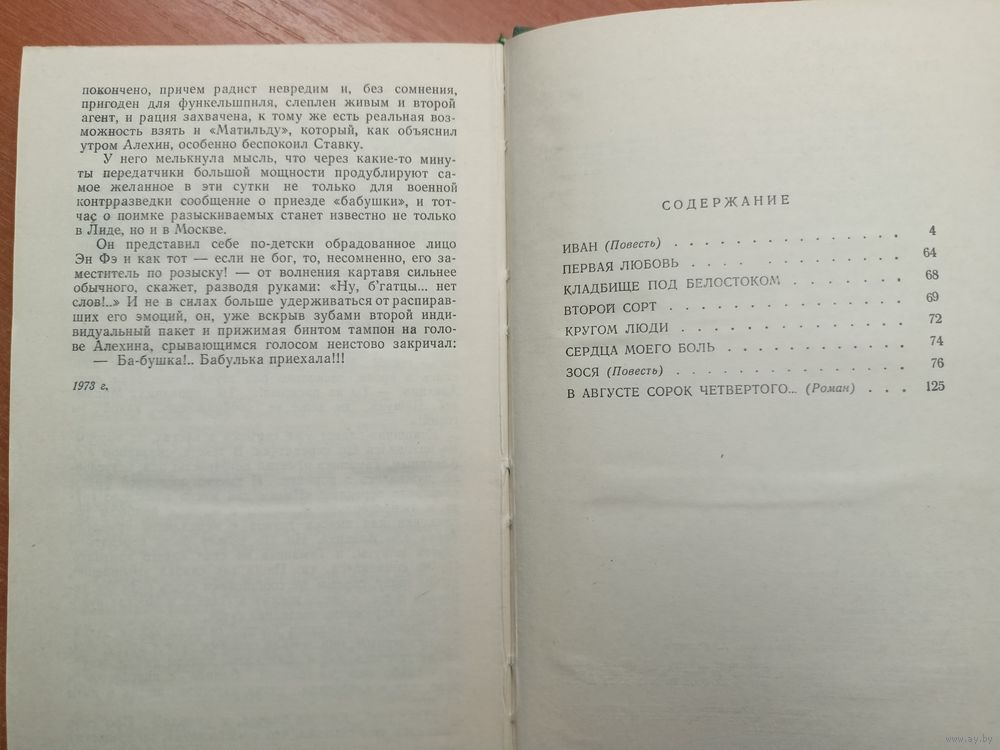 покончено, причем радист невредим и, без сомнения,
пригоден для функельшпиля, слеплен живым и второй
агент, и рация захвачена, к тому же есть реальная воз-
можность взять и «Матильду», который, как объяснил
утром Алехин, особенно беспокоил Ставку.
У него мелькнула мысль, что через какие-то мину-
ты передатчики большой мощности продублируют са-
мое желанное в эти сутки не только для военной
контрразведки сообщение о приезде «бабушки», и тот-
час о поимке разыскиваемых станет известно не только
в Лиде, но и в Москве.
Он представил себе по-детски обрадованное лицо
Эн Фэ и как тот — если не бог, то, несомненно, его за-
меститель по розыску! — от волнения картавя сильнее
обычного, скажет, разводя руками: «Ну, б’гатцы... нет
слов!..» И не в силах больше удерживаться от распирав-
ших его эмоций, он, уже вскрыв зубами второй инди-
видуальный пакет и прижимая бинтом тампон на голо-
ве Алехина, срывающимся голосом неистово закричал:
— Ба-бушка!.. Бабулька приехала!!!
1973 г.
СОДЕРЖАНИЕ
ИВАН (Повесть) . . . . . . . . . . . . . . 4
ПЕРВАЯ ЛЮБОВЬ . . . . . . . . . . . . . 64
КЛАДБИЩЕ ПОД БЕЛОСТОКОМ . . . . . . . 68
ВТОРОЙ СОРТ . . . . . . . . . . . . . . 69
КРУГОМ ЛЮДИ . . . . . . . . . . . . . . 72
СЕРДЦА МОЕГО БОЛЬ . . . . . . . . . . . 74
ЗОСЯ (Повесть) . . . . . . . . . . . . . . 76
В АВГУСТЕ СОРОК ЧЕТВЕРТОГО... (Роман) . . . 125
www.ay.by